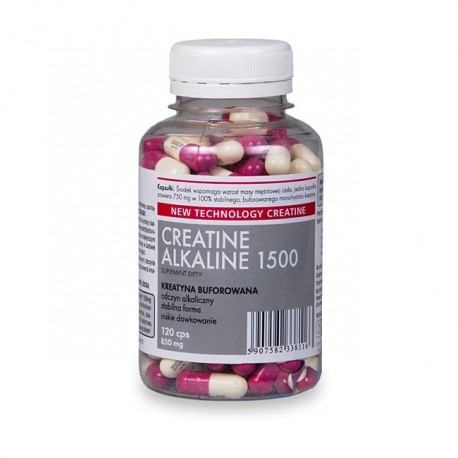 Kapsułki. Środek wspomaga wzrost masy mięśniowej ciała. Jedna kapsułka
zawiera 750 mg w 100% stabilnego, buforowanego monohydratu kreatyny
NEW TECHNOLOGY CREATINE
CREATINE
ALKALINE 1500
SUPLEMENT DIETY
KREATYNA BUFOROWANA
odczyn alkaliczny
stabilna forma
niskie dawkowanie
120 cps
850 mg
5907582338116